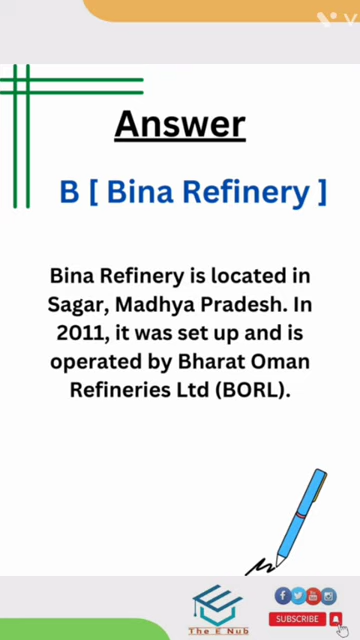 Answer
B [ Bina Refinery ]
Bina Refinery is located in
Sagar, Madhya Pradesh. In
2011, it was set up and is
operated by Bharat Oman
Refineries Ltd (BORL).
The E Nub
SUBSCRIBE